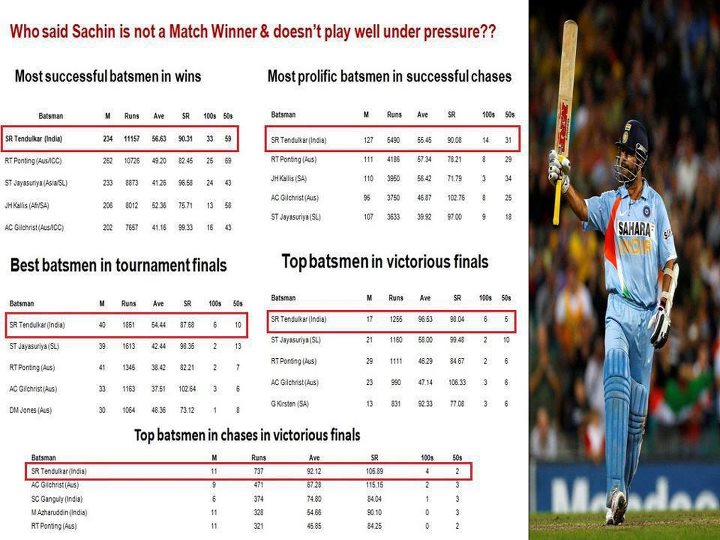 Who said Sachin is not a Match Winner & doesn't play well under pressure??
Most successful batsmen in wins
Batsman M Runs Ave SR 100s 50s
SR Tendulkar (India) 234 11157 56.63 90.31 33 59
RT Ponting (Aus/ICC) 262 10726 49.20 82.45 25 69
ST Jayasuriya (Asia/SL) 233 8873 41.26 96.58 24 43
JH Kallis (Afr/SA) 206 8012 52.36 75.71 13 58
AC Gilchrist (Aus/ICC) 202 7657 41.16 99.33 16 43
Most prolific batsmen in successful chases
Batsman M Runs Ave SR 100s 50s
SR Tendulkar (India) 127 5490 55.45 90.08 14 31
RT Ponting (Aus) 111 4186 57.34 78.21 8 29
JH Kallis (SA) 110 3950 56.42 71.79 3 34
AC Gilchrist (Aus) 96 3750 46.87 102.76 8 25
ST Jayasuriya (SL) 107 3633 39.92 97.00 9 18
Best batsmen in tournament finals
Batsman M Runs Ave SR 100s 50s
SR Tendulkar (India) 40 1851 54.44 87.68 6 10
ST Jayasuriya (SL) 39 1613 42.44 98.35 2 13
RT Ponting (Aus) 41 1345 38.42 82.21 2 7
AC Gilchrist (Aus) 33 1163 37.51 102.64 3 6
DM Jones (Aus) 30 1064 48.36 73.12 1 8
Top batsmen in victorious finals
Batsman M Runs Ave SR 100s 50s
SR Tendulkar (India) 17 1255 96.53 98.04 6 5
ST Jayasuriya (SL) 21 1160 58.00 99.48 2 10
RT Ponting (Aus) 29 1111 46.29 84.67 2 6
AC Gilchrist (Aus) 23 990 47.14 106.33 3 6
G Kirsten (SA) 13 831 92.33 77.08 3 6
Top batsmen in chases in victorious finals
Batsman M Runs Ave SR 100s 50s
SR Tendulkar (India) 11 737 92.12 4 2
AC Gilchrist (Aus) 9 471 67.28 115.15 2 3
SC Ganguly (India) 6 374 74.80 84.04 1 3
M Azharuddin (India) 11 328 54.66 90.10 0 3
RT Ponting (Aus) 11 321 45.85 84.25 0 2
SAHARA
INDIA